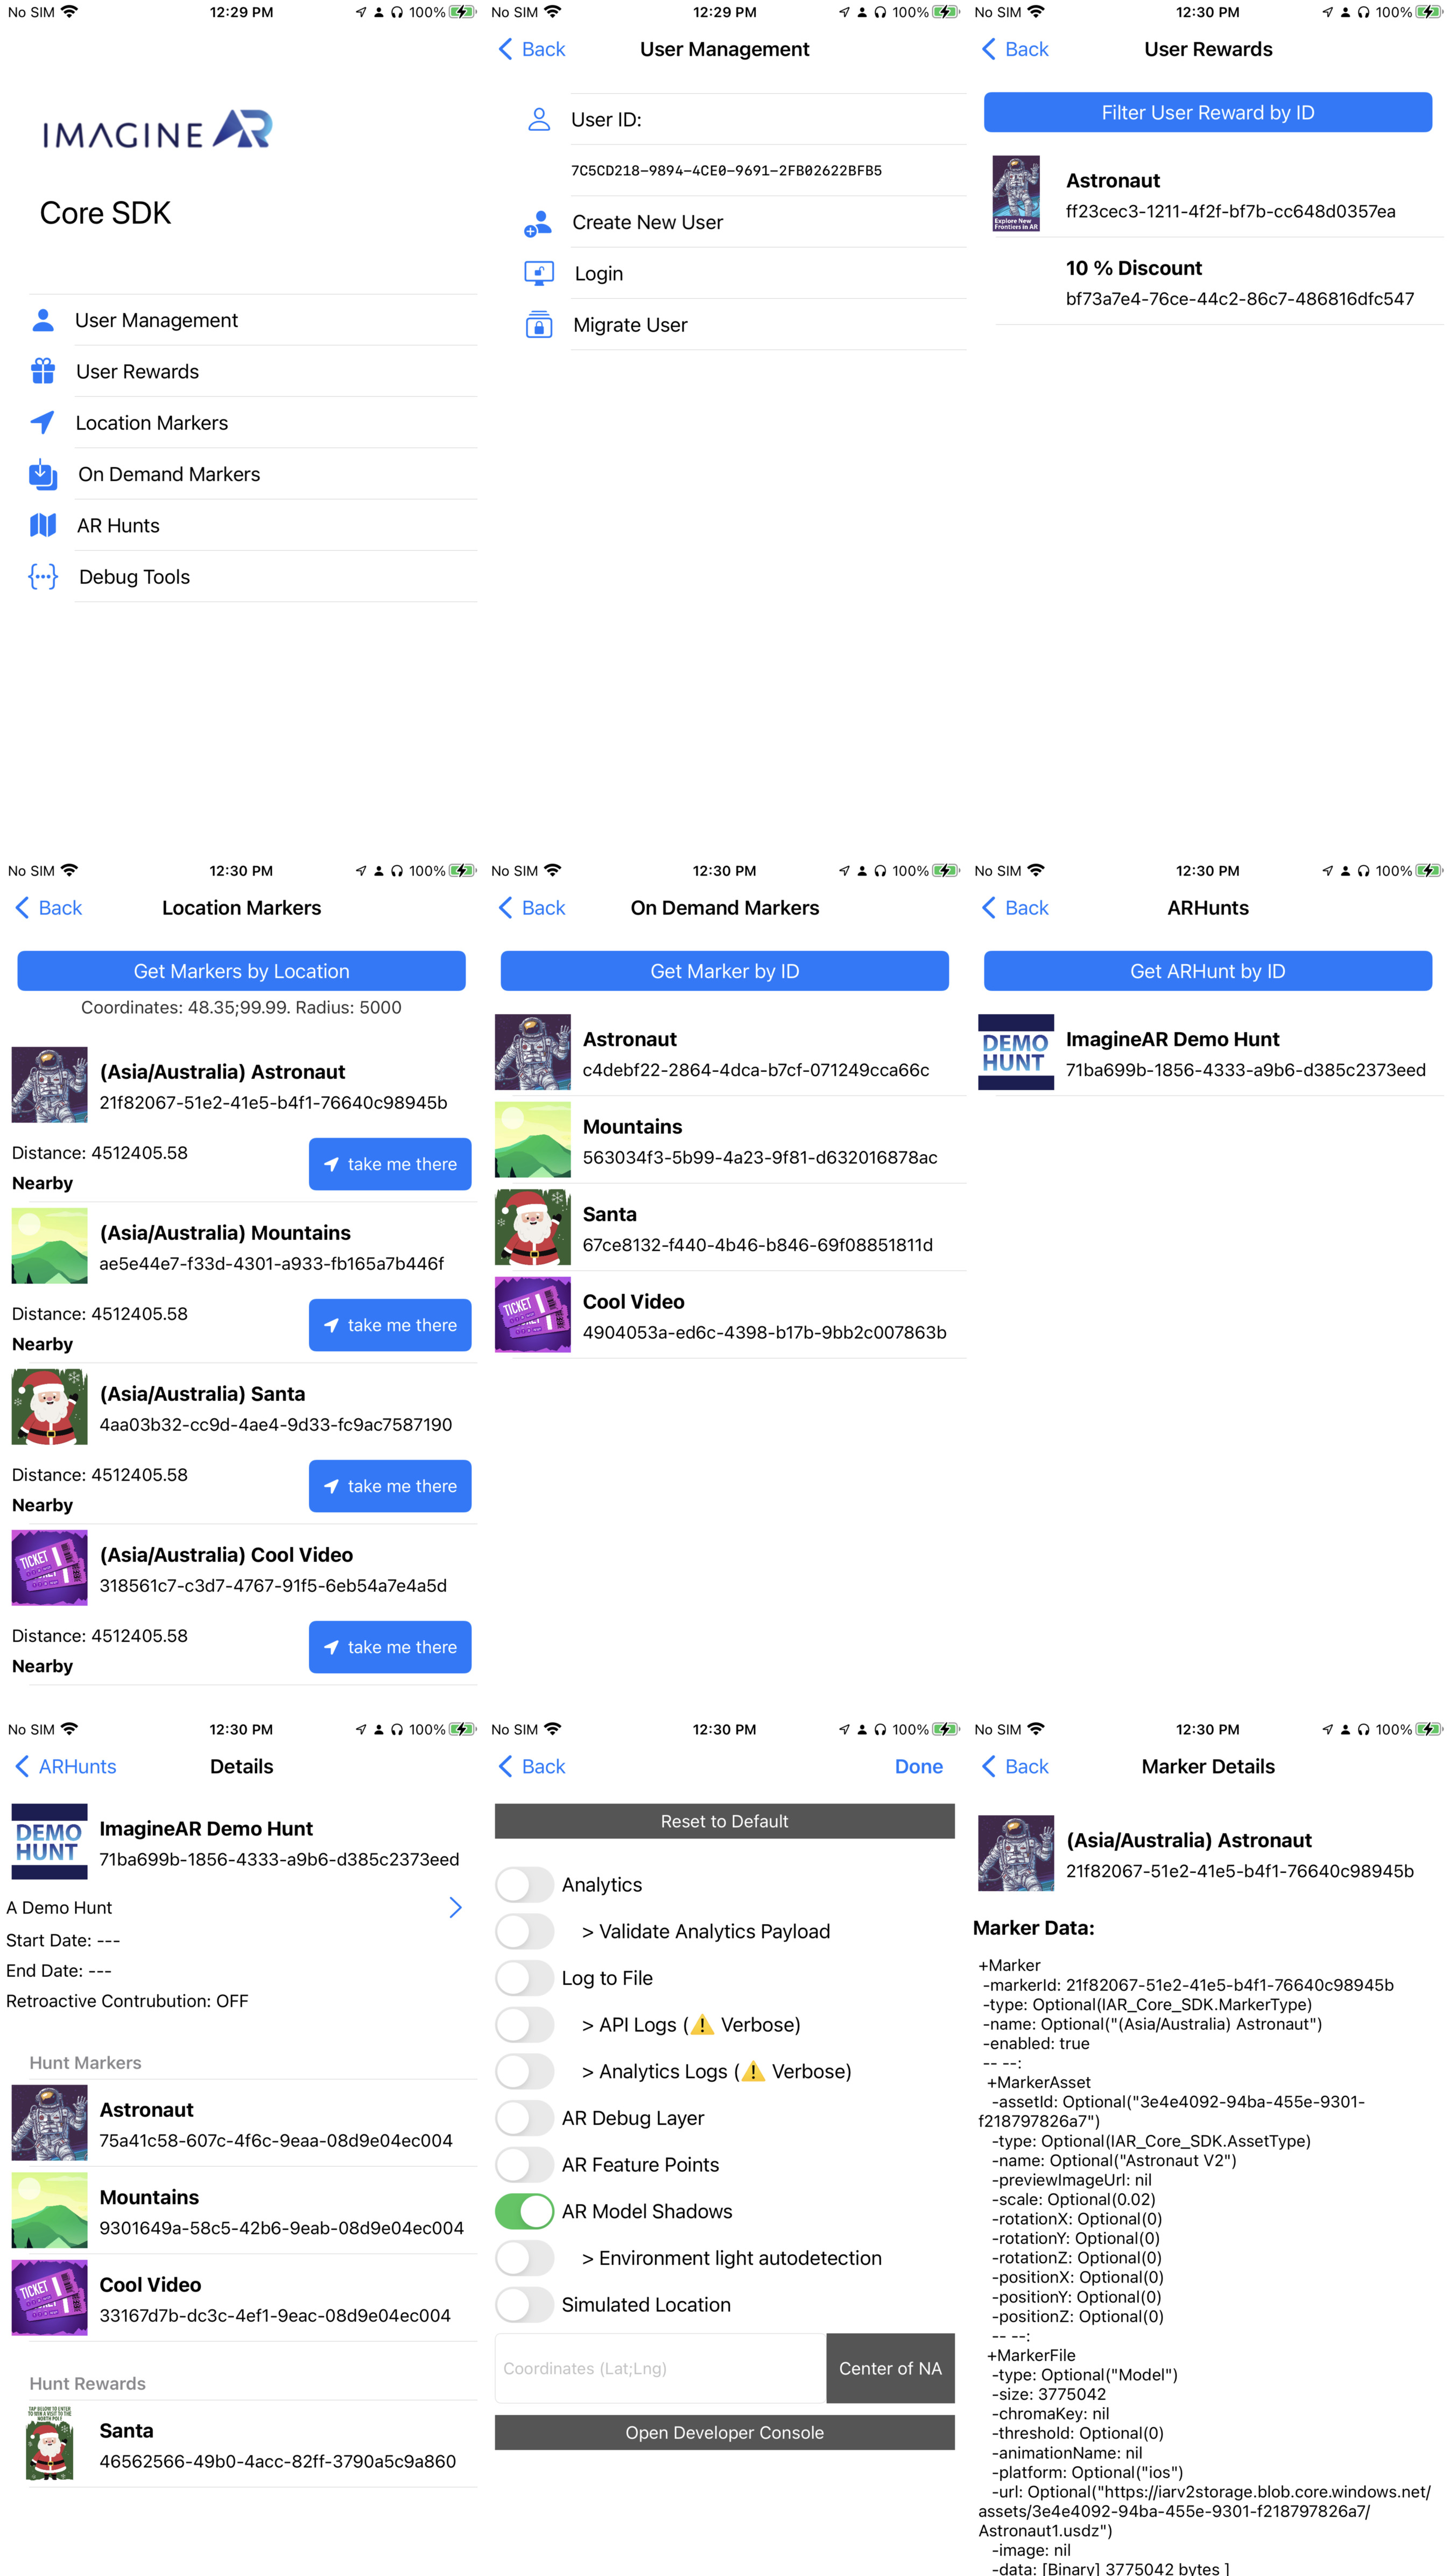 No SIM 12:29 PM 100%
IMAGINE AR
Core SDK
User Management
User Rewards
Location Markers
On Demand Markers
AR Hunts
Debug Tools
No SIM 12:29 PM 100%
Back User Management
User ID:
7C5CD218-9894-4CE0-9691-2FB02622BFB5
Create New User
Login
Migrate User
No SIM 12:30 PM 100%
Back User Rewards
Filter User Reward by ID
Explore New
Frontiers in AR
Astronaut
ff23cec3-1211-4f2f-bf7b-cc648d0357ea
10 % Discount
bf73a7e4-76ce-44c2-86c7-486816dfc547
No SIM 12:30 PM 100%
Back Location Markers
Get Markers by Location
Coordinates: 48.35;99.99. Radius: 5000
(Asia/Australia) Astronaut
21f82067-51e2-41e5-b4f1-76640c98945b
Distance: 4512405.58
Nearby
take me there
(Asia/Australia) Mountains
ae5e44e7-f33d-4301-a933-fb165a7b446f
Distance: 4512405.58
Nearby
take me there
(Asia/Australia) Santa
4aa03b32-cc9d-4ae4-9d33-fc9ac7587190
Distance: 4512405.58
Nearby
take me there
TICKET
(Asia/Australia) Cool Video
318561c7-c3d7-4767-91f5-6eb54a7e4a5d
Distance: 4512405.58
Nearby
take me there
No SIM 12:30 PM 100%
Back On Demand Markers
Get Marker by ID
Astronaut
c4debf22-2864-4dca-b7cf-071249cca66c
Mountains
563034f3-5b99-4a23-9f81-d632016878ac
Santa
67ce8132-f440-4b46-b846-69f08851811d
TICKET
Cool Video
4904053a-ed6c-4398-b17b-9bb2c007863b
No SIM 12:30 PM 100%
Back ARHunts
Get ARHunt by ID
DEMO
HUNT
ImagineAR Demo Hunt
71ba699b-1856-4333-a9b6-d385c2373eed
No SIM 12:30 PM 100%
ARHunts Details
DEMO
HUNT
ImagineAR Demo Hunt
71ba699b-1856-4333-a9b6-d385c2373eed
A Demo Hunt
Start Date: ---
End Date: ---
Retroactive Contrubution: OFF
Hunt Markers
Astronaut
75a41c58-607c-4f6c-9eaa-08d9e04ec004
Mountains
9301649a-58c5-42b6-9eab-08d9e04ec004
TICKET
Cool Video
33167d7b-dc3c-4ef1-9eac-08d9e04ec004
Hunt Rewards
TAP BELOW TO ENTER
TO WIN A VISIT TO THE
NORTH POLE
Santa
46562566-49b0-4acc-82ff-3790a5c9a860
No SIM 12:30 PM 100%
Back Done
Reset to Default
Analytics
> Validate Analytics Payload
Log to File
> API Logs (⚠️ Verbose)
> Analytics Logs (⚠️ Verbose)
AR Debug Layer
AR Feature Points
AR Model Shadows
> Environment light autodetection
Simulated Location
Coordinates (Lat;Lng) Center of NA
Open Developer Console
No SIM 12:30 PM 100%
Back Marker Details
(Asia/Australia) Astronaut
21f82067-51e2-41e5-b4f1-76640c98945b
Marker Data:
+Marker
-markerId: 21f82067-51e2-41e5-b4f1-76640c98945b
-type: Optional(IAR_Core_SDK.MarkerType)
-name: Optional("(Asia/Australia) Astronaut")
-enabled: true
-- --:
+MarkerAsset
-assetId: Optional("3e4e4092-94ba-455e-9301-
f218797826a7")
-type: Optional(IAR_Core_SDK.AssetType)
-name: Optional("Astronaut V2")
-previewImageUrl: nil
-scale: Optional(0.02)
-rotationX: Optional(0)
-rotationY: Optional(0)
-rotationZ: Optional(0)
-positionX: Optional(0)
-positionY: Optional(0)
-positionZ: Optional(0)
-- --:
+MarkerFile
-type: Optional("Model")
-size: 3775042
-chromaKey: nil
-threshold: Optional(0)
-animationName: nil
-platform: Optional("ios")
-url: Optional("https://iarv2storage.blob.core.windows.net/
assets/3e4e4092-94ba-455e-9301-f218797826a7/
Astronaut1.usdz")
-image: nil
-data: [Binary] 3775042 bytes ]